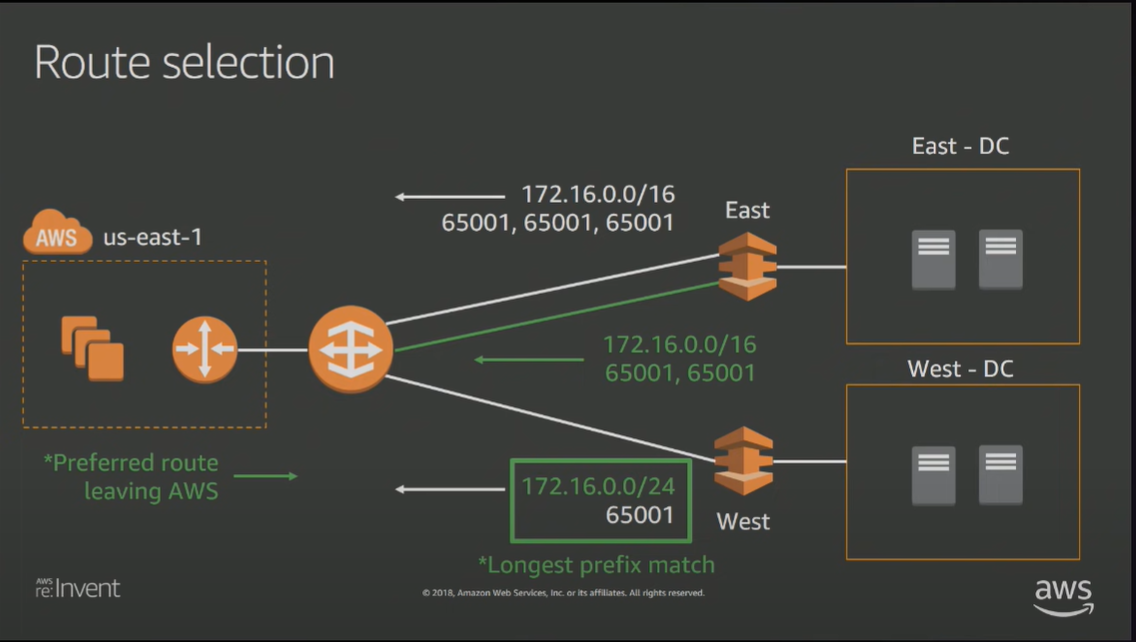 Route selection
East - DC
172.16.0.0/16
65001, 65001, 65001
East
AWS
us-east-1
172.16.0.0/16
65001, 65001
West - DC
*Preferred route
leaving AWS
172.16.0.0/24
65001
West
*Longest prefix match
AWS
re:Invent
© 2018, Amazon Web Services, Inc. or its affiliates. All rights reserved.
aws